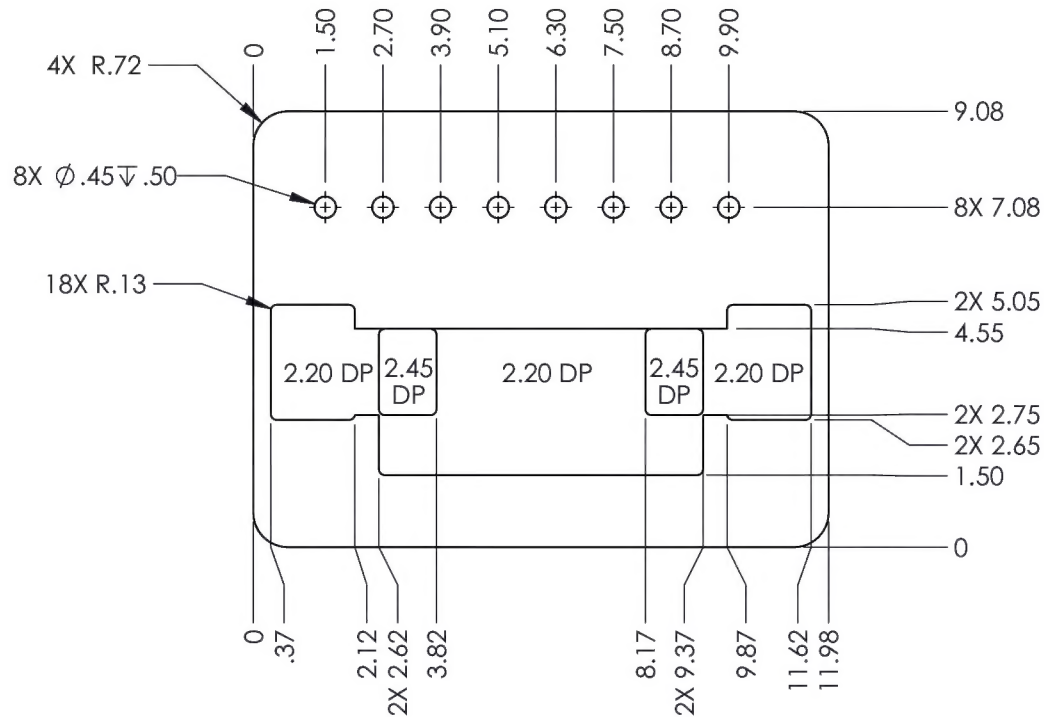 0
1.50
2.70
3.90
5.10
6.30
7.50
8.70
9.90
4X R.72
9.08
8X ⌀.45↧.50
8X 7.08
18X R.13
2X 5.05
4.55
2.20 DP
2.45
DP
2.20 DP
2.45
DP
2.20 DP
2X 2.75
2X 2.65
1.50
0
0
.37
2.12
2X 2.62
3.82
8.17
2X 9.37
9.87
11.62
11.98